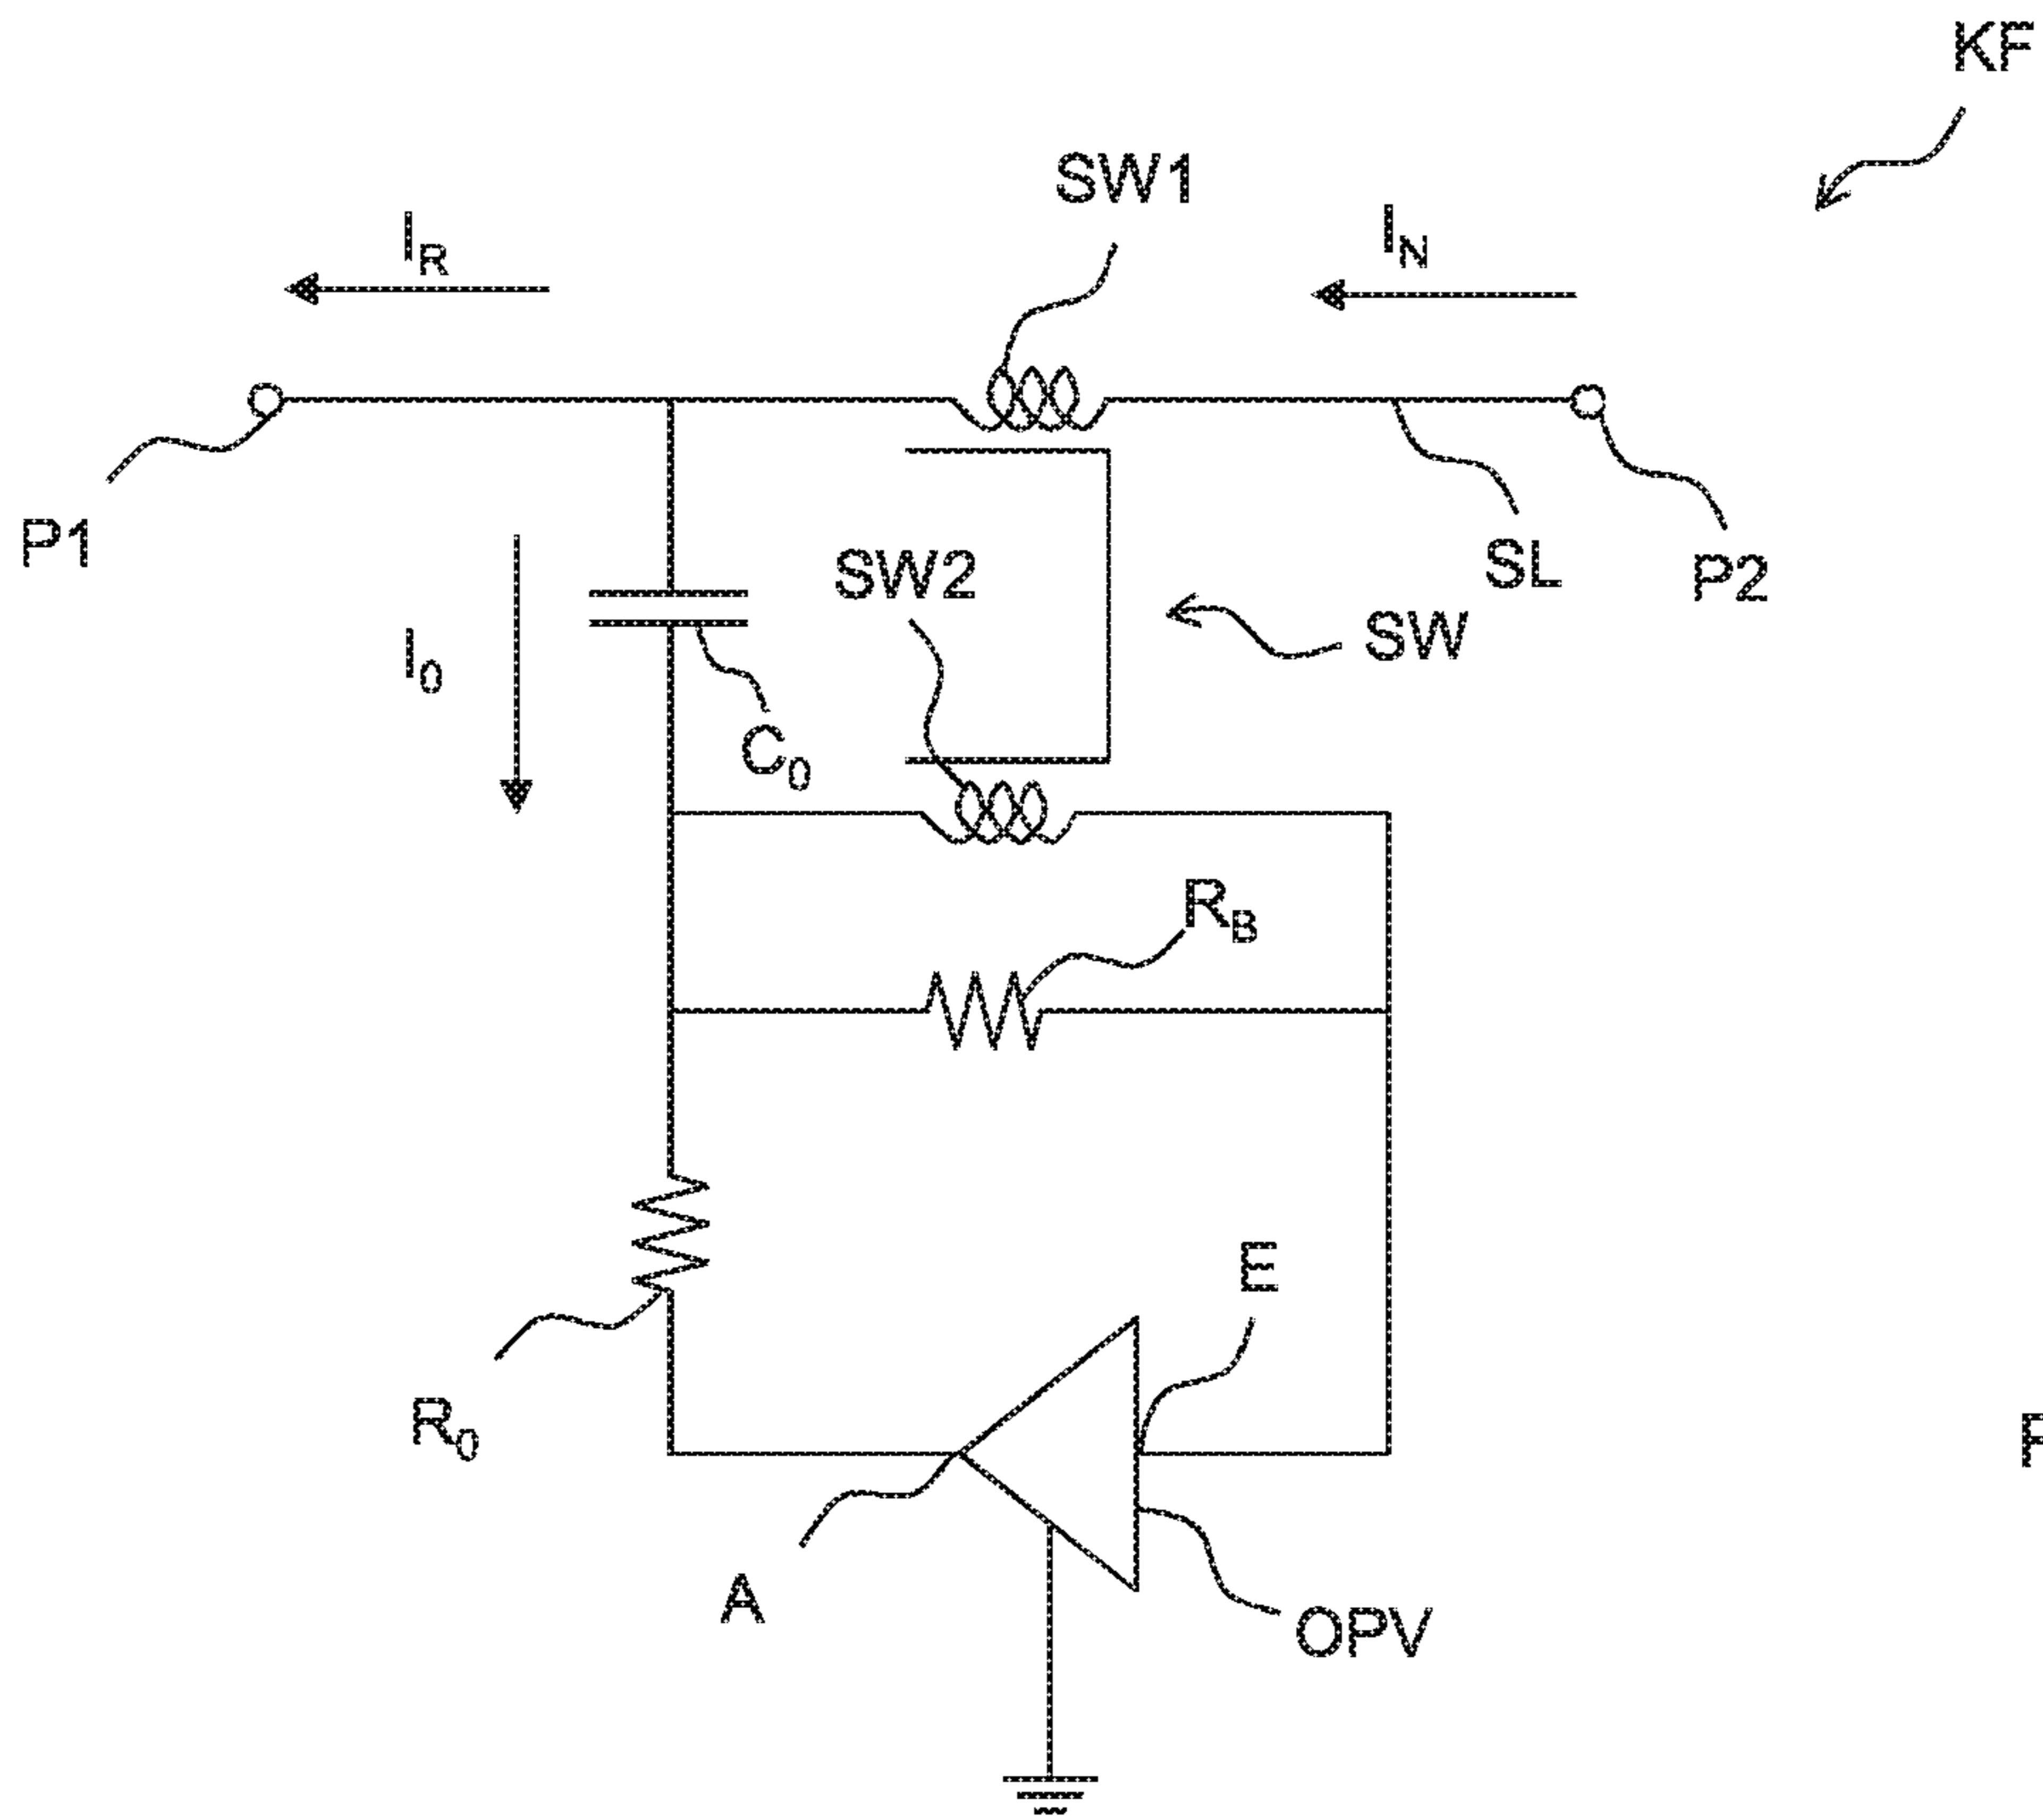 KF
SW1
I_R
I_N
P1
SW2
SL
P2
I_0
SW
C_0
R_B
E
R_0
F
A
OPV